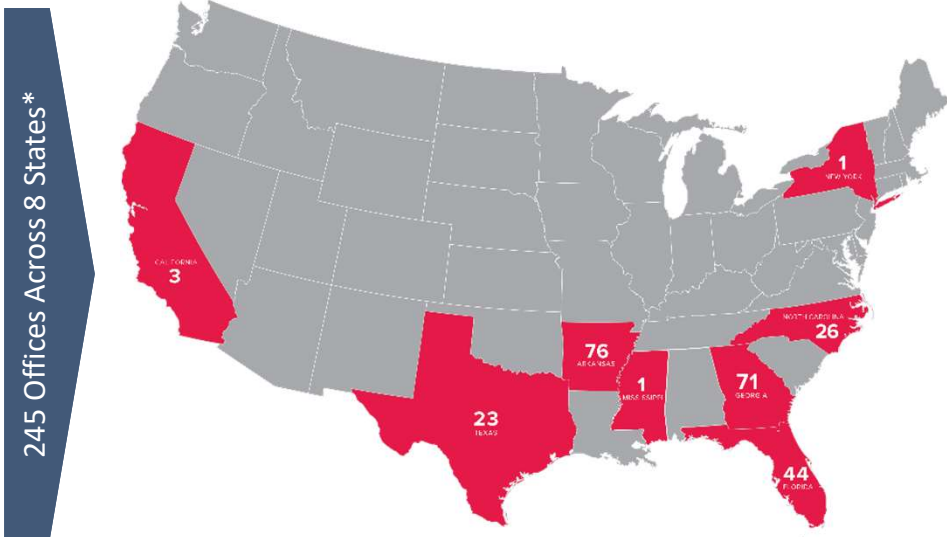 245 Offices Across 8 States*
1
NEW YORK
CALIFORNIA
3
NORTH CAROLINA
26
76
ARKANSAS
1
MISSISSIPPI
71
GEORGIA
23
TEXAS
44
FLORIDA